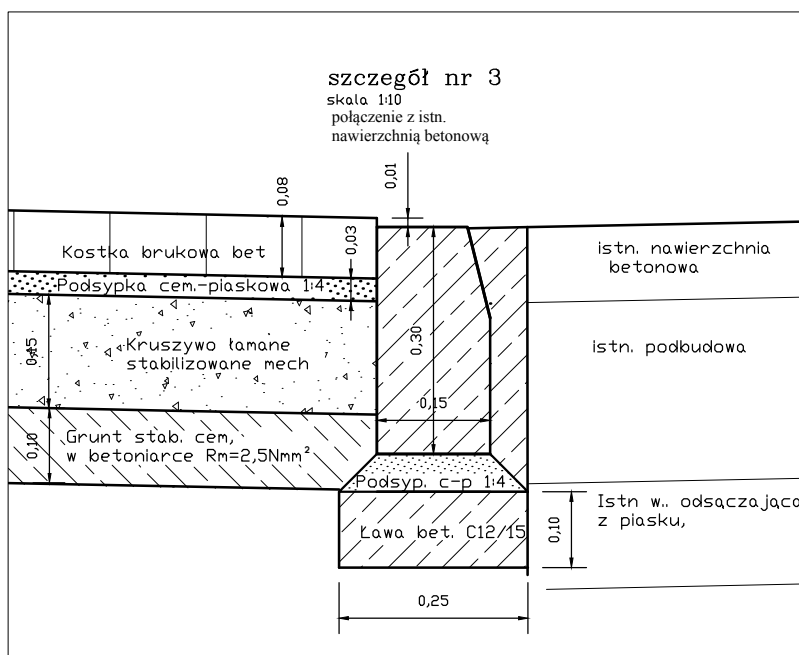 szczegół nr 3
skala 1:10
połączenie z istn.
nawierzchnią betonową
0,01
0,08
0,03
Kostka brukowa bet
istn. nawierzchnia
betonowa
Podsypka cem.-piaskowa 1:4
0,15
Kruszywo łamane
stabilizowane mech
0,30
istn. podbudowa
0,15
0,10
Grunt stab. cem,
w betoniarce Rm=2,5Nmm²
Podsyp. c-p 1:4
Istn w.. odsączająca
z piasku,
Ława bet. C12/15
0,10
0,25